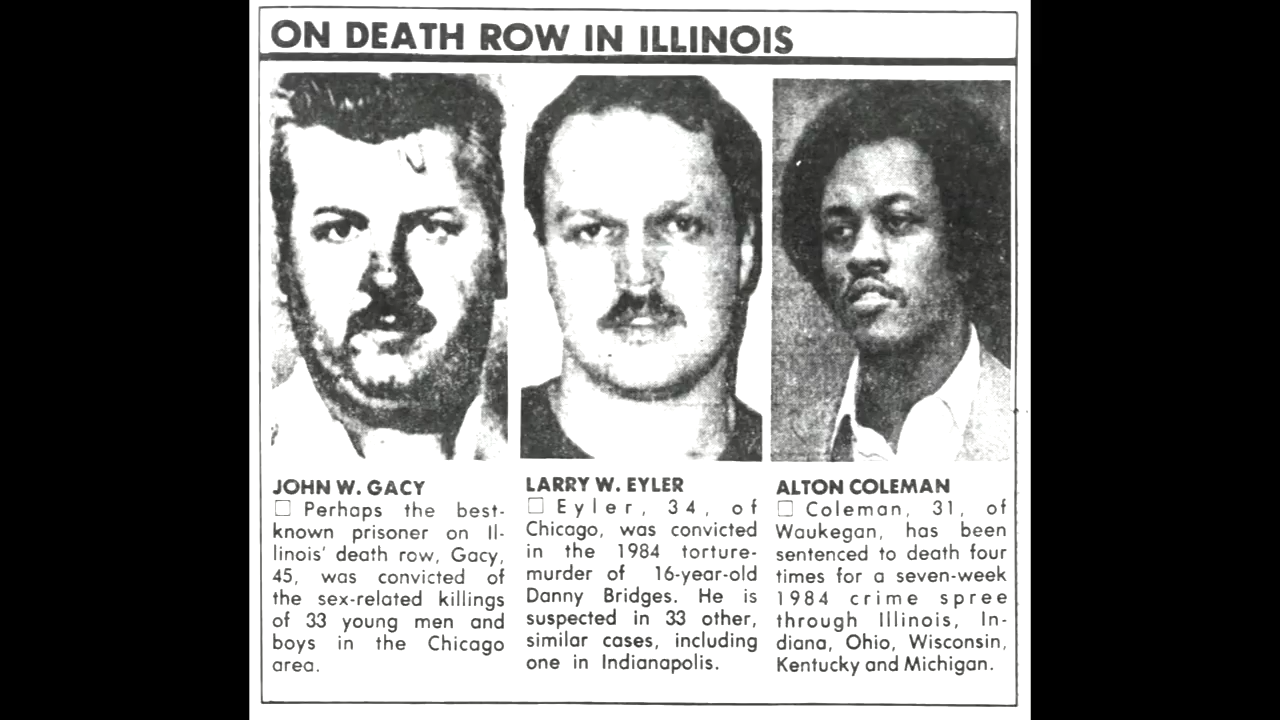 ON DEATH ROW IN ILLINOIS
JOHN W. GACY
□ Perhaps the best-
known prisoner on Il-
linois' death row, Gacy,
45, was convicted of
the sex-related killings
of 33 young men and
boys in the Chicago
area.
LARRY W. EYLER
□ Eyler, 34, of
Chicago, was convicted
in the 1984 torture-
murder of 16-year-old
Danny Bridges. He is
suspected in 33 other,
similar cases, including
one in Indianapolis.
ALTON COLEMAN
□ Coleman, 31, of
Waukegan, has been
sentenced to death four
times for a seven-week
1984 crime spree
through Illinois, In-
diana, Ohio, Wisconsin,
Kentucky and Michigan.